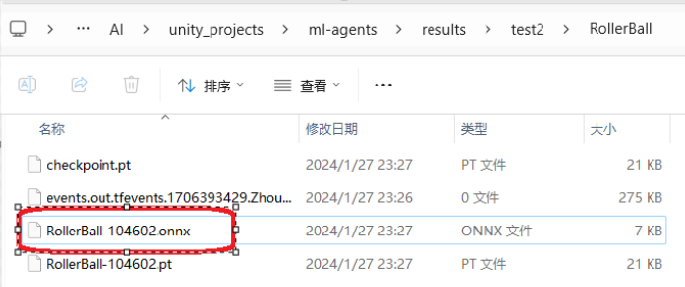 AI > unity_projects > ml-agents > results > test2 > RollerBall
排序 查看
名称 修改日期 类型 大小
checkpoint.pt 2024/1/27 23:27 PT 文件 21 KB
events.out.tfevents.1706393429.Zhou... 2024/1/27 23:26 0 文件 275 KB
RollerBall-104602.onnx 2024/1/27 23:27 ONNX 文件 7 KB
RollerBall-104602.pt 2024/1/27 23:27 PT 文件 21 KB